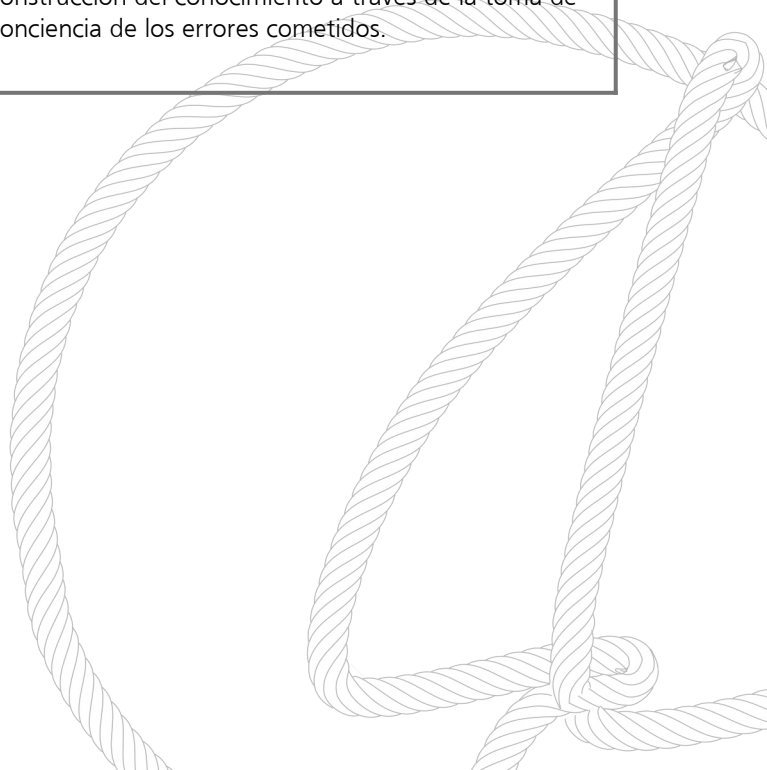 onstrucción del conocimiento a través de la toma de
onciencia de los errores cometidos.